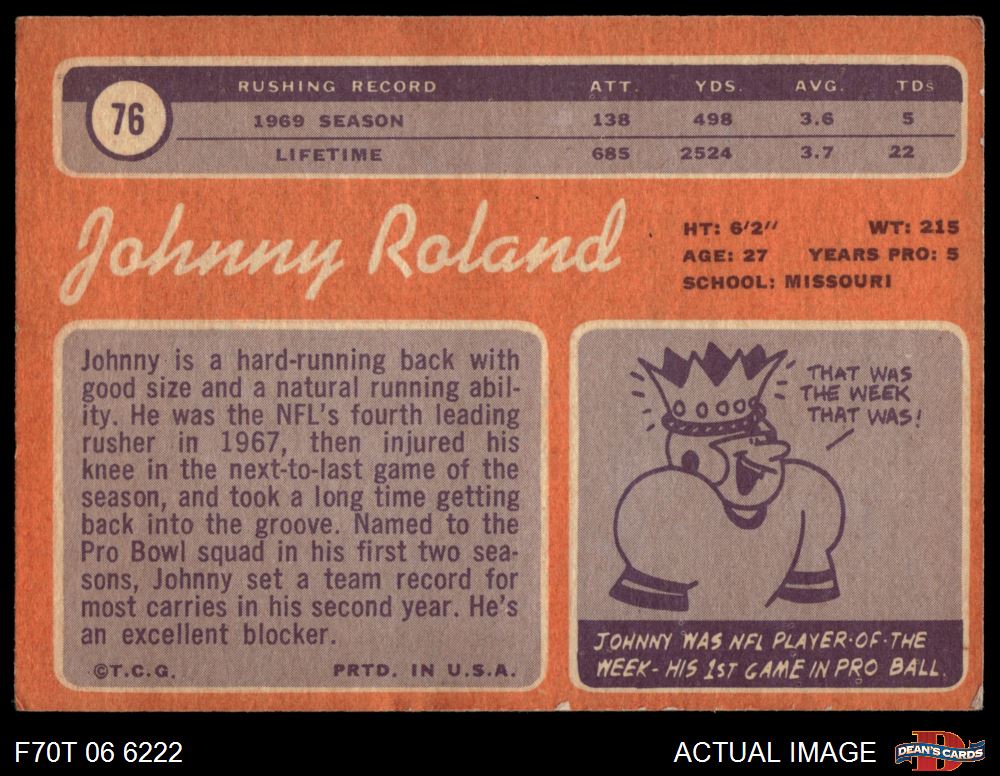 76
RUSHING RECORD ATT. YDS. AVG. TDs
1969 SEASON 138 498 3.6 5
LIFETIME 685 2524 3.7 22
Johnny Roland
HT: 6'2" WT: 215
AGE: 27 YEARS PRO: 5
SCHOOL: MISSOURI
Johnny is a hard-running back with
good size and a natural running abil-
ity. He was the NFL's fourth leading
rusher in 1967, then injured his
knee in the next-to-last game of the
season, and took a long time getting
back into the groove. Named to the
Pro Bowl squad in his first two sea-
sons, Johnny set a team record for
most carries in his second year. He's
an excellent blocker.
©T.C.G. PRTD. IN U.S.A.
THAT WAS
THE WEEK
THAT WAS!
JOHNNY WAS NFL PLAYER-OF-THE
WEEK - HIS 1ST GAME IN PRO BALL.
F70T 06 6222
ACTUAL IMAGE
D
DEAN'S CARDS